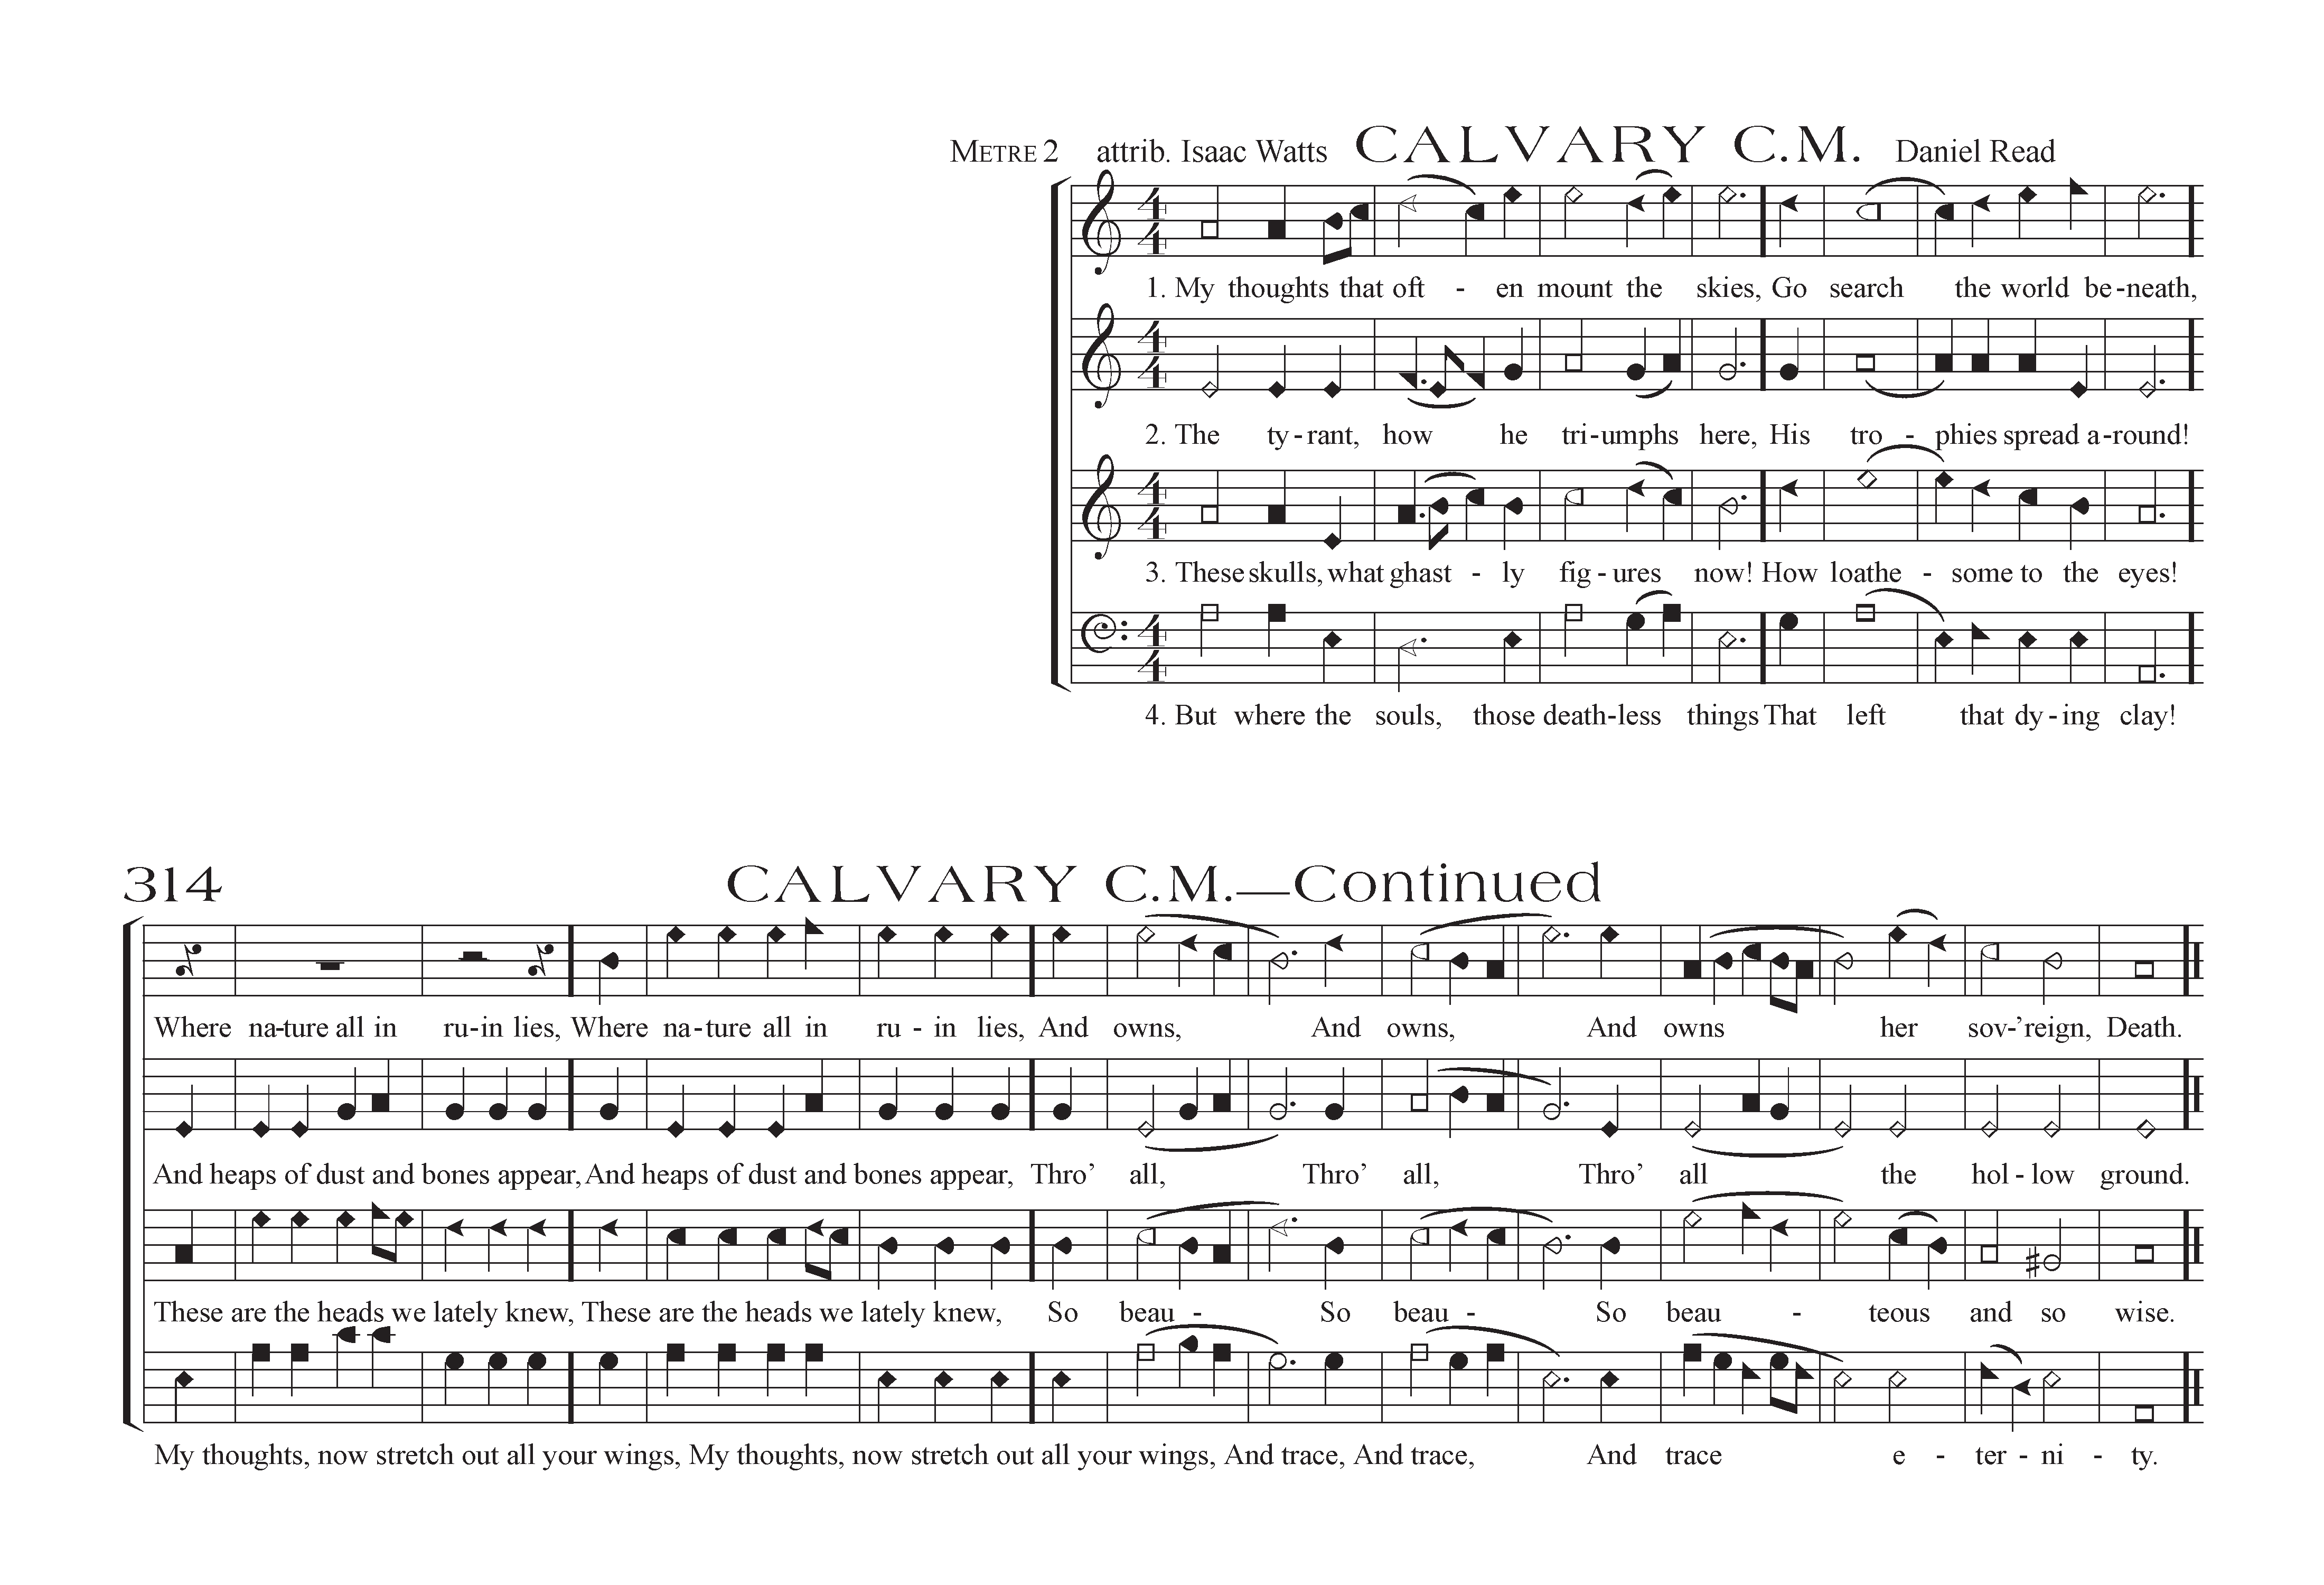 METRE 2 attrib. Isaac Watts CALVARY C.M. Daniel Read
4 4
1. My thoughts that oft - en mount the skies, Go search the world be-neath,
4 4
2. The ty-rant, how he tri-umphs here, His tro - phies spread a-round!
4 4
3. These skulls, what ghast - ly fig-ures now! How loathe - some to the eyes!
4 4
4. But where the souls, those death-less things That left that dy-ing clay!
314 CALVARY C.M.—Continued
Where na-ture all in ru-in lies, Where na-ture all in ru - in lies, And owns, And owns, And owns her sov-’reign, Death.
And heaps of dust and bones appear, And heaps of dust and bones appear, Thro’ all, Thro’ all, Thro’ all the hol - low ground.
These are the heads we lately knew, These are the heads we lately knew, So beau - So beau - So beau - teous and so wise.
My thoughts, now stretch out all your wings, My thoughts, now stretch out all your wings, And trace, And trace, And trace e - ter - ni - ty.